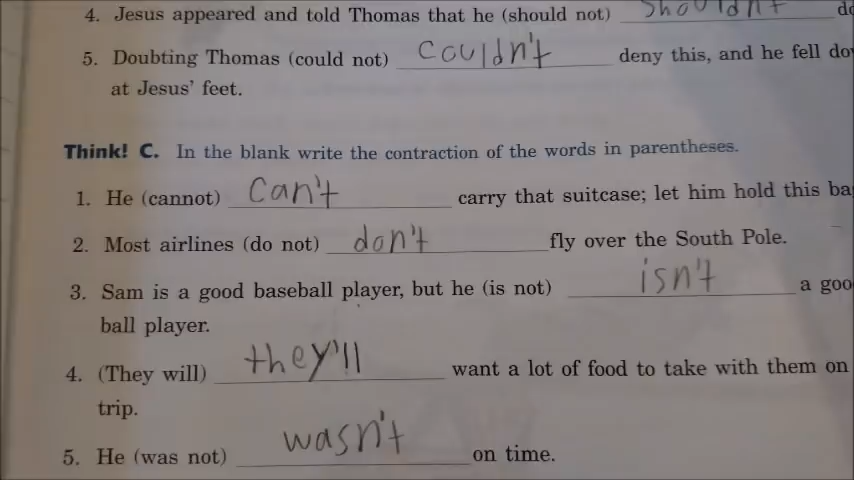 4. Jesus appeared and told Thomas that he (should not) shouldn't
5. Doubting Thomas (could not) couldn't deny this, and he fell
at Jesus' feet.
Think! C. In the blank write the contraction of the words in parentheses.
1. He (cannot) can't carry that suitcase; let him hold this
2. Most airlines (do not) don't fly over the South Pole.
3. Sam is a good baseball player, but he (is not) isn't a
ball player.
4. (They will) they'll want a lot of food to take with them on
trip.
5. He (was not) wasn't on time.